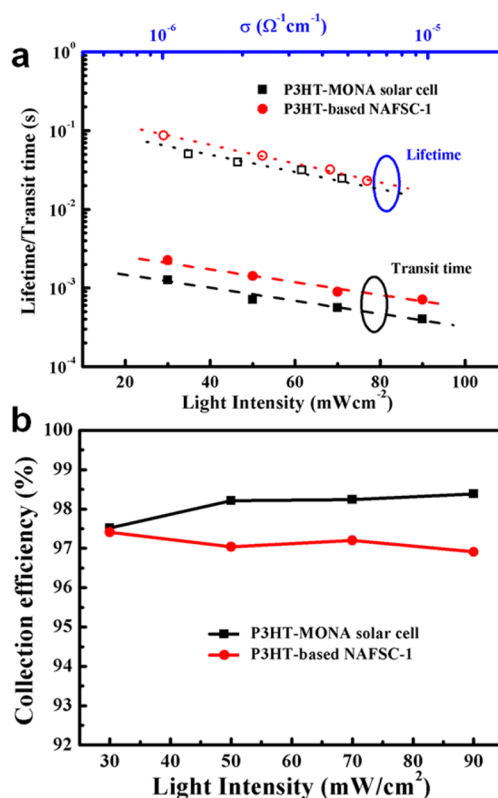 σ (Ω⁻¹cm⁻¹)
10⁻⁶ 10⁻⁵
a
10⁰
P3HT-MONA solar cell
P3HT-based NAFSC-1
10⁻¹
Lifetime
10⁻²
Lifetime/Transit time (s)
Transit time
10⁻³
10⁻⁴
20 40 60 80 100
Light Intensity (mWcm⁻²)
b
100
99
98
97
96
95
94
93
92
Collection efficiency (%)
P3HT-MONA solar cell
P3HT-based NAFSC-1
30 40 50 60 70 80 90
Light Intensity (mW/cm²)